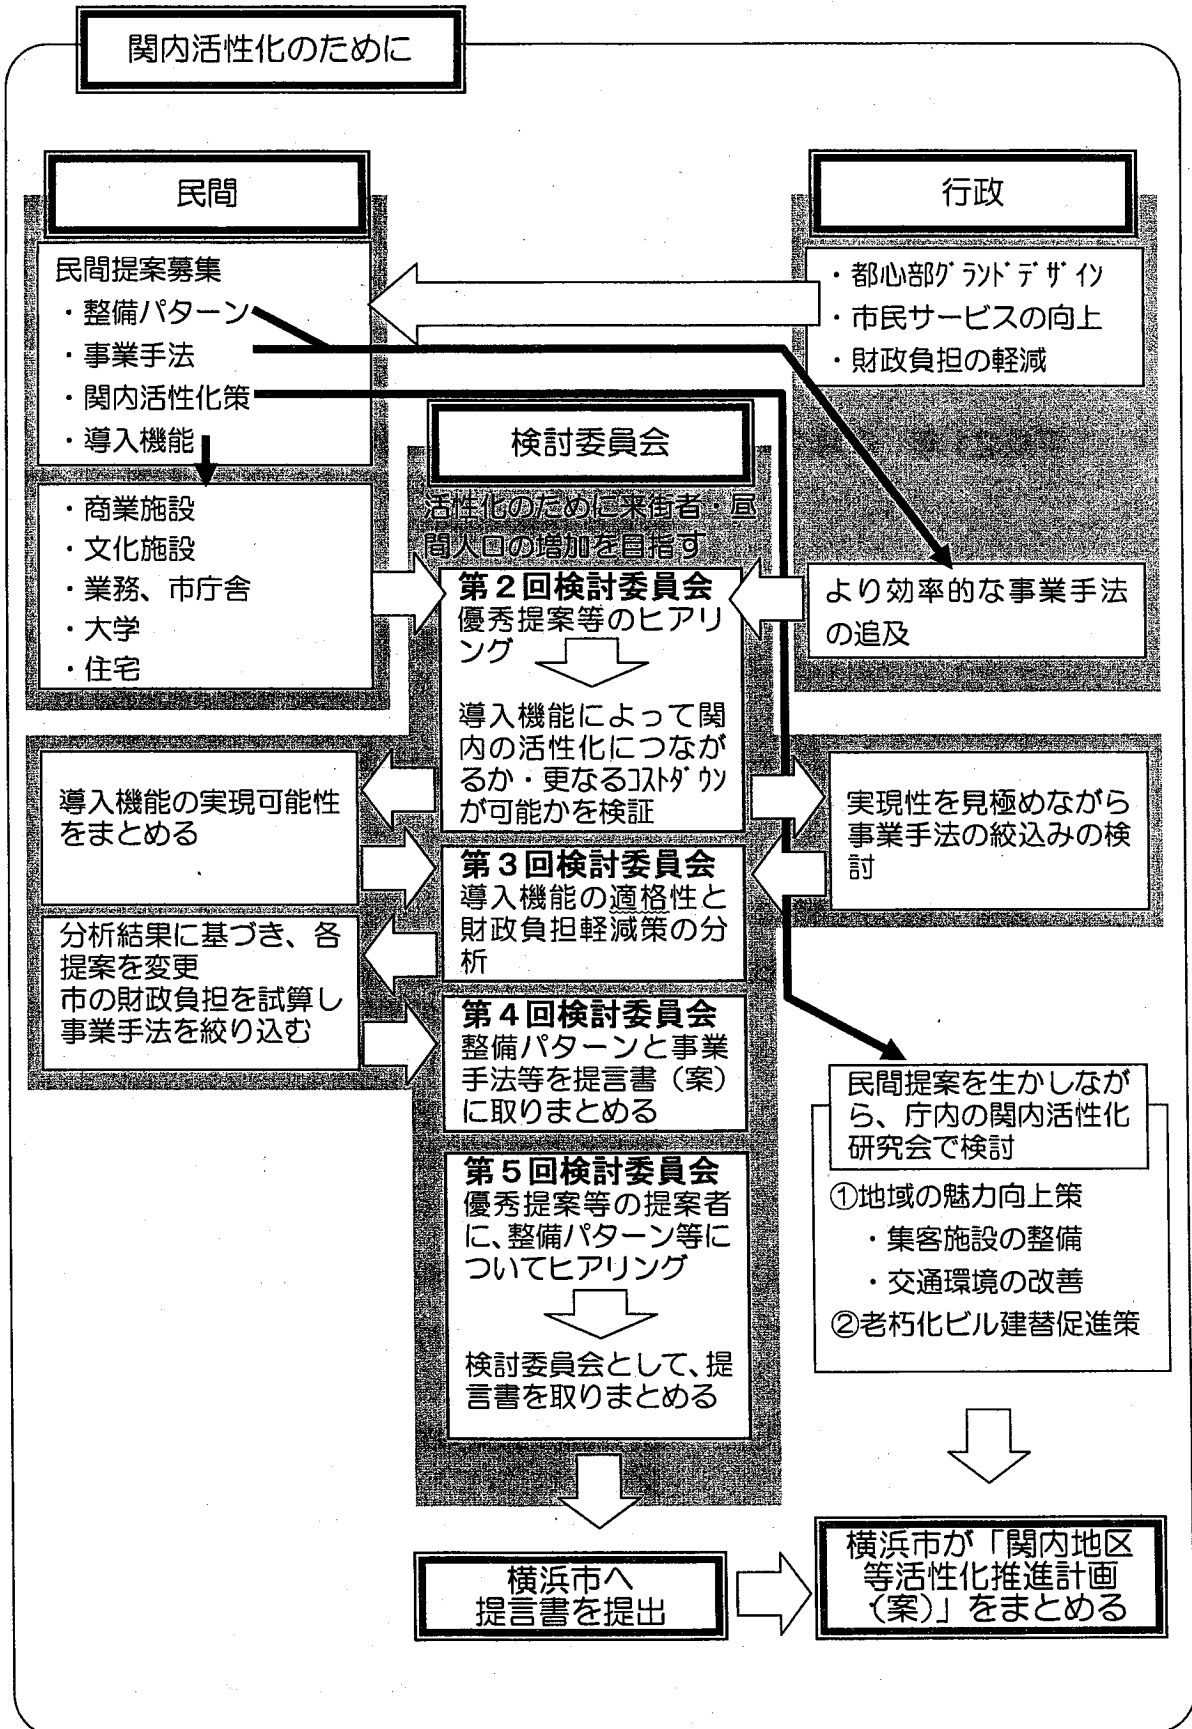 関内活性化のために
民間
民間提案募集
・整備パターン
・事業手法
・関内活性化策
・導入機能
・商業施設
・文化施設
・業務、市庁舎
・大学
・住宅
行政
・都心部ｸﾞﾗﾝﾄﾞﾃﾞｻﾞｲﾝ
・市民サービスの向上
・財政負担の軽減
より効率的な事業手法
の追及
検討委員会
活性化のために来街者・昼
間人口の増加を目指す
第２回検討委員会
優秀提案等のヒアリ
ング
導入機能によって関
内の活性化につなが
るか・更なるｺｽﾄﾀﾞｳﾝ
が可能かを検証
導入機能の実現可能性
をまとめる
実現性を見極めながら
事業手法の絞込みの検
討
第３回検討委員会
導入機能の適格性と
財政負担軽減策の分
析
分析結果に基づき、各
提案を変更
市の財政負担を試算し
事業手法を絞り込む
第４回検討委員会
整備パターンと事業
手法等を提言書（案）
に取りまとめる
第５回検討委員会
優秀提案等の提案者
に、整備パターン等に
ついてヒアリング
検討委員会として、提
言書を取りまとめる
民間提案を生かしなが
ら、庁内の関内活性化
研究会で検討
①地域の魅力向上策
・集客施設の整備
・交通環境の改善
②老朽化ビル建替促進策
横浜市へ
提言書を提出
横浜市が「関内地区
等活性化推進計画
（案）」をまとめる